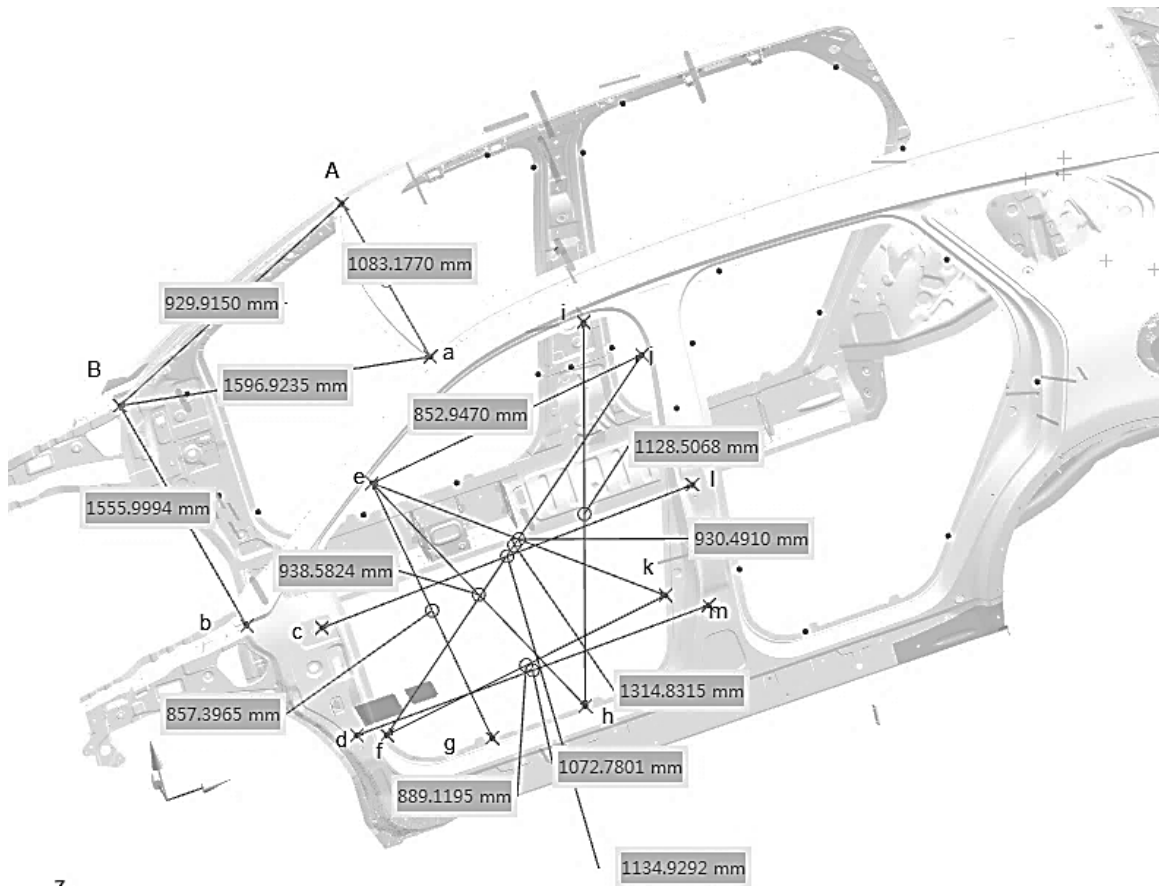 A
1083.1770 mm
929.9150 mm
i
a
j
B
1596.9235 mm
852.9470 mm
1128.5068 mm
e
l
1555.9994 mm
930.4910 mm
938.5824 mm
k
m
b
c
1314.8315 mm
857.3965 mm
h
d
f
g
1072.7801 mm
889.1195 mm
1134.9292 mm